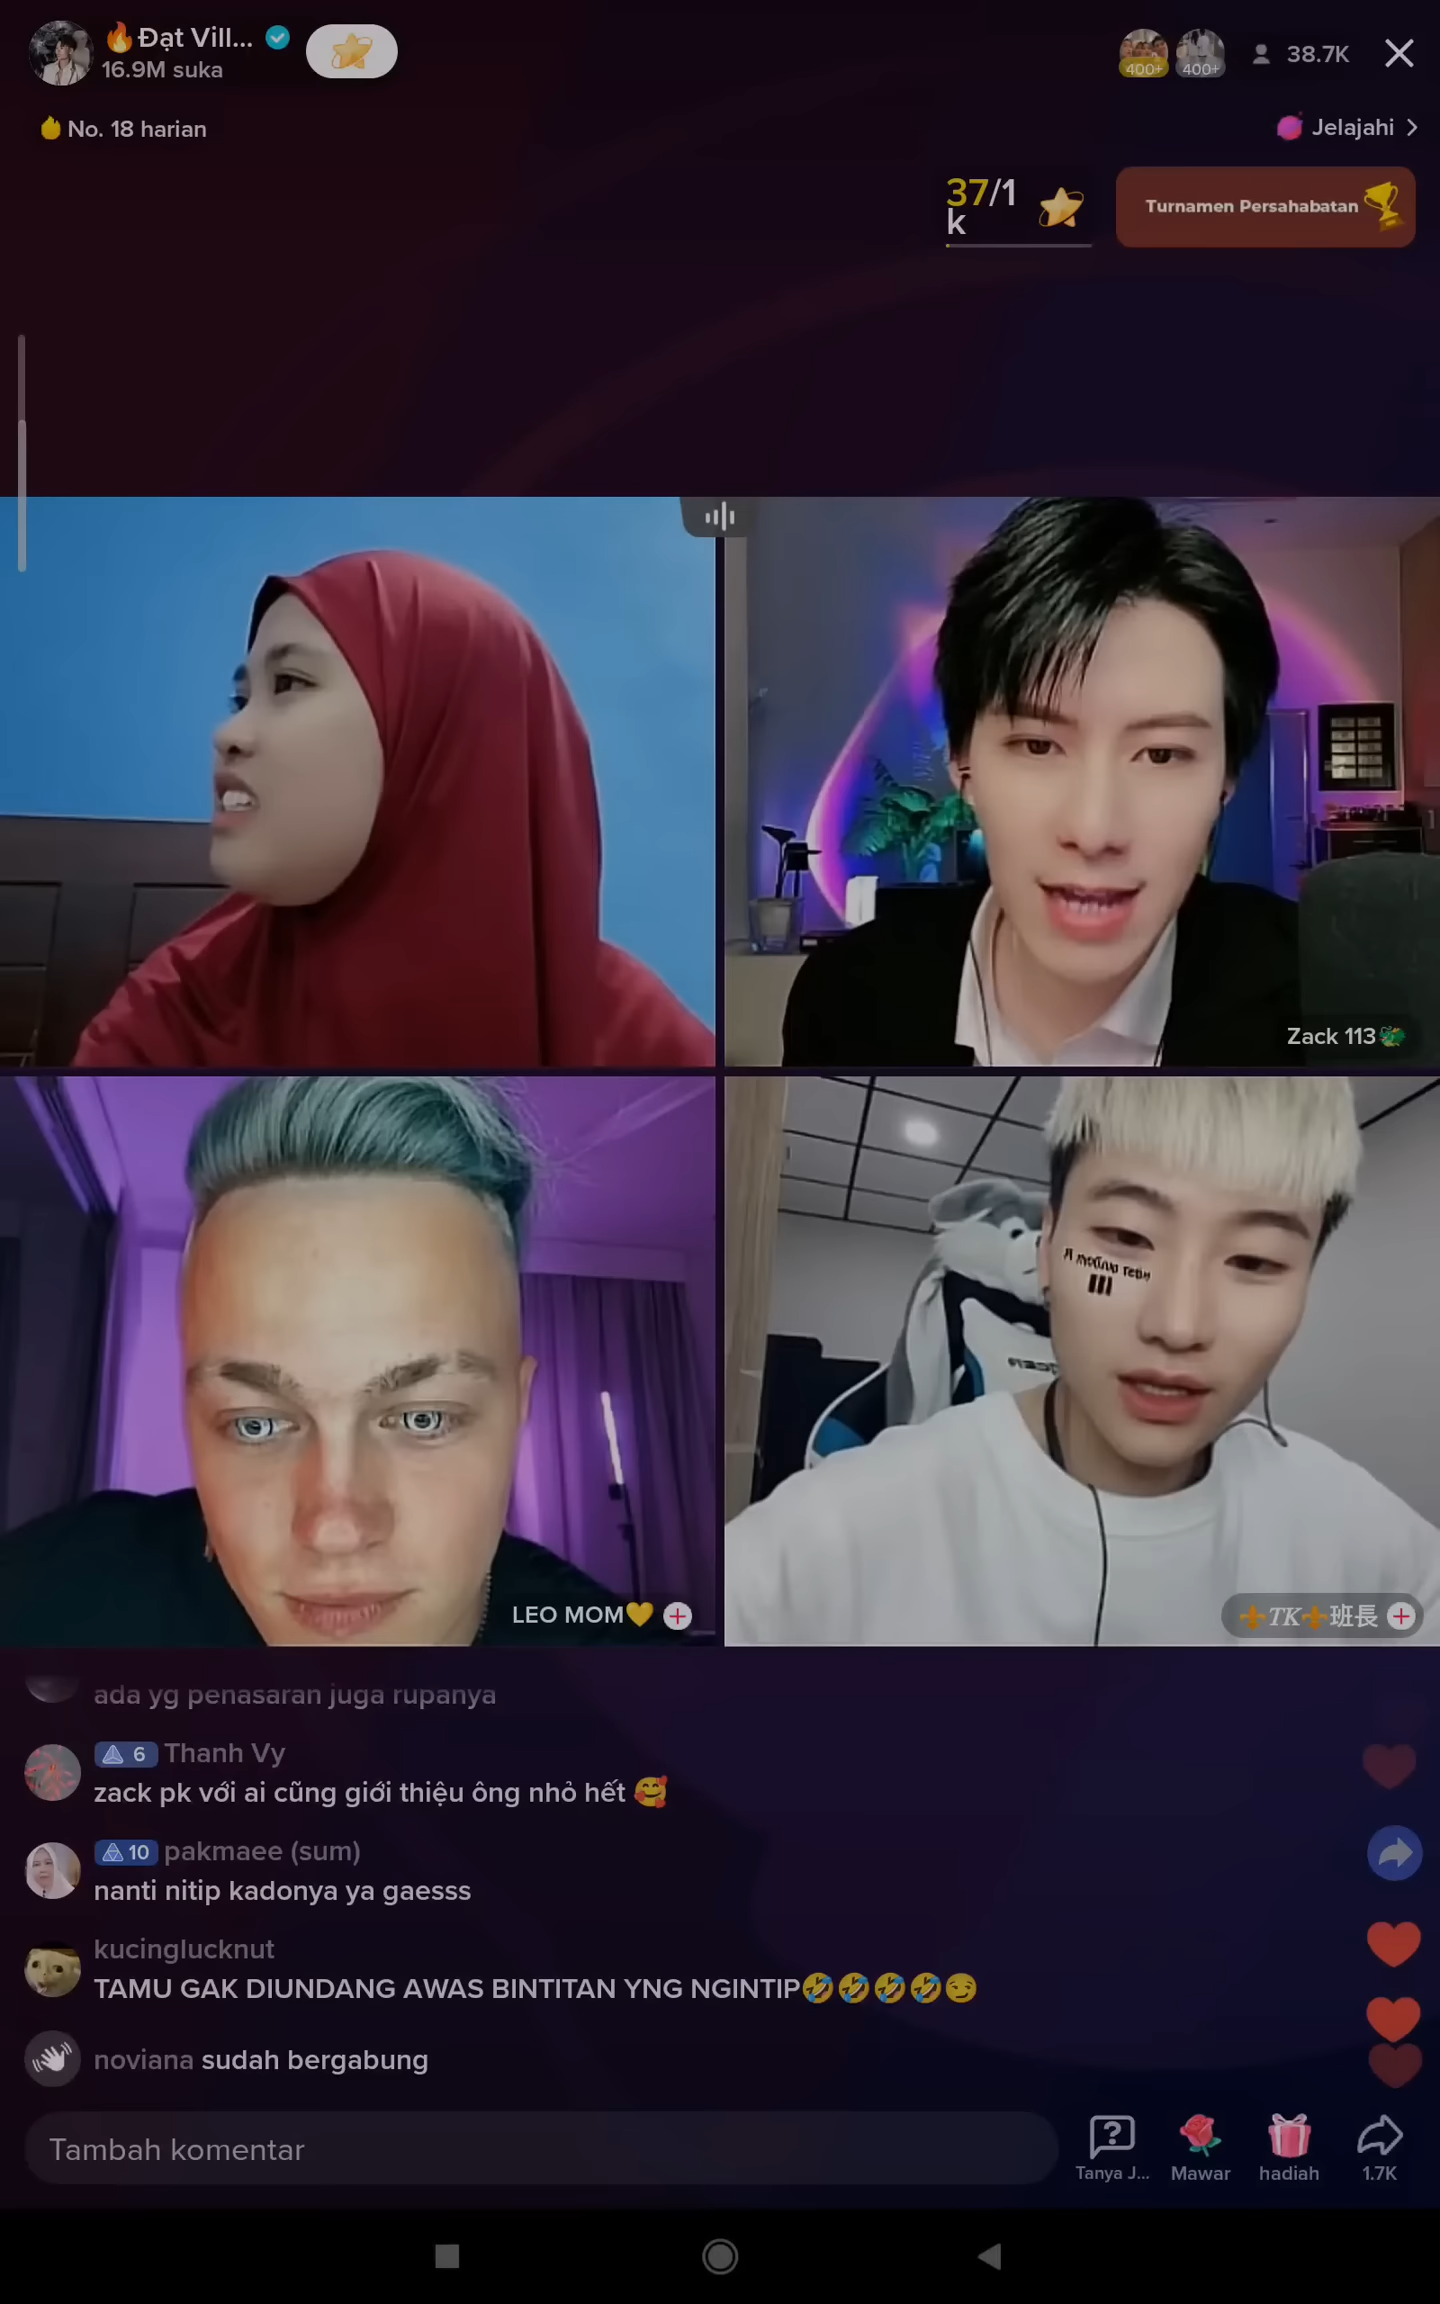 🔥Đạt Vill...
16.9M suka
400+
400+
38.7K
No. 18 harian
Jelajahi >
37/1
k
Turnamen Persahabatan
Zack 113🐲
LEO MOM💛
⚜TK⚜班長
ada yg penasaran juga rupanya
6 Thanh Vy
zack pk với ai cũng giới thiệu ông nhỏ hết 🥰
10 pakmaee (sum)
nanti nitip kadonya ya gaesss
kucinglucknut
TAMU GAK DIUNDANG AWAS BINTITAN YNG NGINTIP🤣🤣🤣🤣😏
noviana sudah bergabung
Tambah komentar
Tanya J...
Mawar
hadiah
1.7K